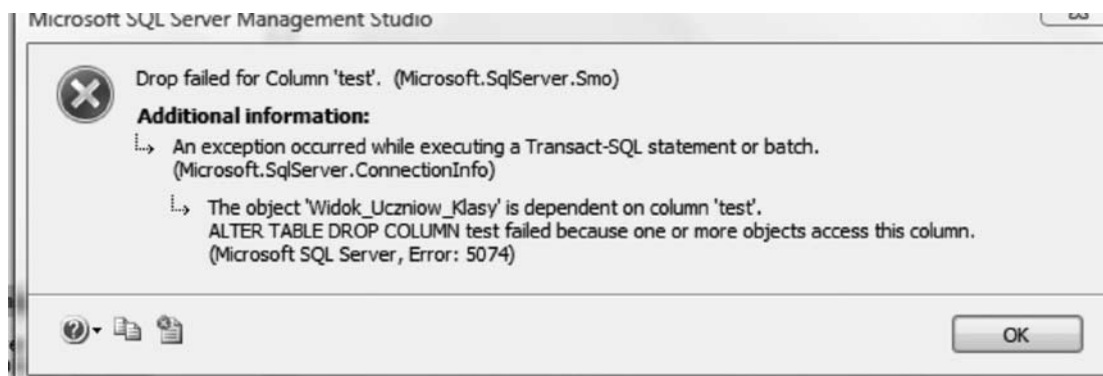 Microsoft SQL Server Management Studio
Drop failed for Column 'test'. (Microsoft.SqlServer.Smo)
Additional information:
An exception occurred while executing a Transact-SQL statement or batch.
(Microsoft.SqlServer.ConnectionInfo)
The object 'Widok_Uczniow_Klasy' is dependent on column 'test'.
ALTER TABLE DROP COLUMN test failed because one or more objects access this column.
(Microsoft SQL Server, Error: 5074)
OK